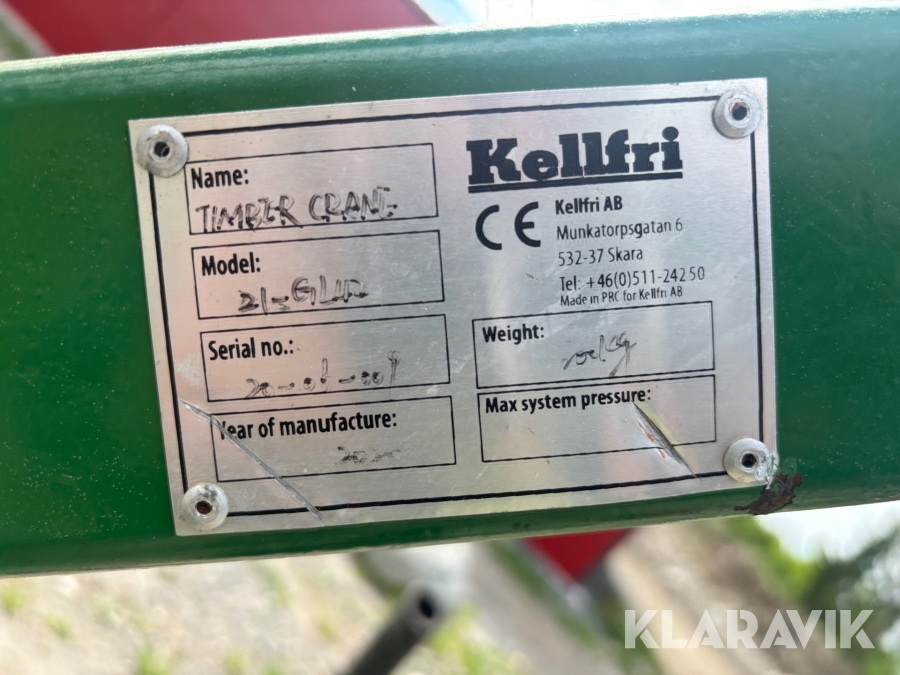 Kellfri
Name:
TIMBER CRANE
CE
Kellfri AB
Munkatorpsgatan 6
532-37 Skara
Tel: +46(0)511-242 50
Made in PRC for Kellfri AB
Model:
Serial no.:
Weight:
Year of manufacture:
2020
Max system pressure:
KLARAVIK